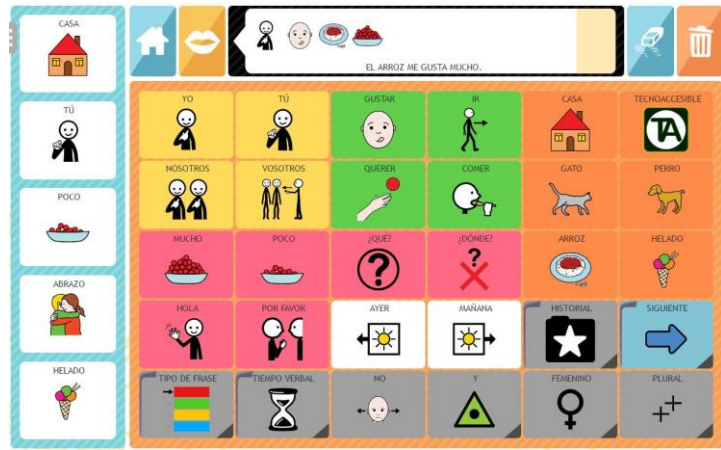 CASA
TÚ
POCO
ABRAZO
HELADO
EL ARROZ ME GUSTA MUCHO.
YO TÚ GUSTAR IR CASA TECNOACCESIBLE
TA
NOSOTROS VOSOTROS QUERER COMER GATO PERRO
MUCHO POCO ¿QUÉ? ¿DÓNDE? ARROZ HELADO
HOLA POR FAVOR AYER MAÑANA HISTORIAL SIGUIENTE
TIPO DE FRASE TIEMPO VERBAL NO Y FEMENINO PLURAL